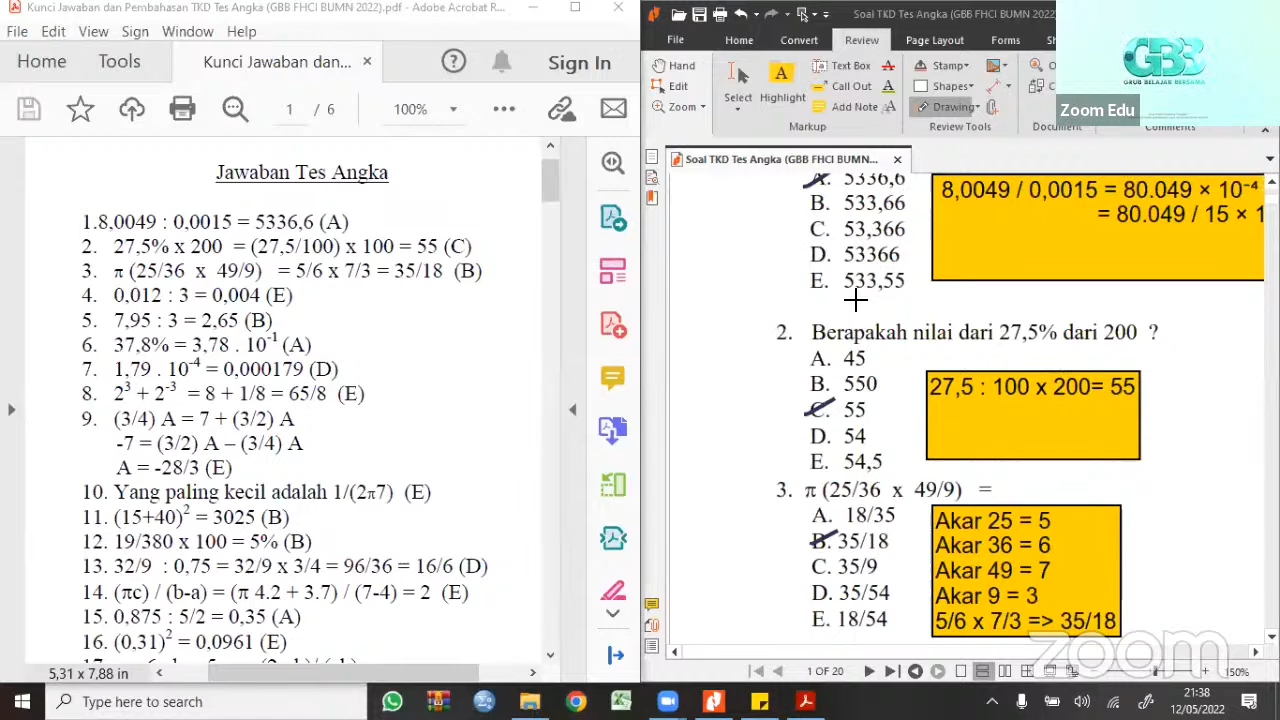 Kunci Jawaban dan Pembahasan TKD Tes Angka (GBB FHCI BUMN 2022).pdf - Adobe Acrobat R...
File Edit View Sign Window Help
Home Tools Kunci Jawaban dan... Sign In
1 / 6 100%
Jawaban Tes Angka
1.8,0049 : 0,0015 = 5336,6 (A)
2. 27,5% x 200 = (27,5/100) x 100 = 55 (C)
3. π (25/36 x 49/9) = 5/6 x 7/3 = 35/18 (B)
4. 0,012 : 3 = 0,004 (E)
5. 7,95 : 3 = 2,65 (B)
6. 37,8% = 3,78 . 10⁻¹ (A)
7. 1,79 . 10⁻⁴ = 0,000179 (D)
8. 2³ + 2⁻³ = 8 + 1/8 = 65/8 (E)
9. (3/4) A = 7 + (3/2) A
-7 = (3/2) A – (3/4) A
A = -28/3 (E)
10. Yang paling kecil adalah 1/(2π7) (E)
11. (15+40)² = 3025 (B)
12. 19/380 x 100 = 5% (B)
13. 32/9 : 0,75 = 32/9 x 3/4 = 96/36 = 16/6 (D)
14. (πc) / (b-a) = (π 4.2 + 3.7) / (7-4) = 2 (E)
15. 0,875 : 5/2 = 0,35 (A)
16. (0,31)² = 0,0961 (E)
5,31 x 7,88 in
Soal TKD Tes Angka (GBB FHCI BUMN 2022)
File Home Convert Review Page Layout Forms
Hand
Edit
Zoom
Select
Highlight
Text Box
Call Out
Add Note
Markup
Stamp
Shapes
Drawing
Review Tools
Document
Comments
GBB
GRUB BELAJAR BERSAMA
Zoom Edu
Soal TKD Tes Angka (GBB FHCI BUMN...
A. 5336,6
B. 533,66
C. 53,366
D. 53366
E. 533,55
8,0049 / 0,0015 = 80.049 × 10⁻⁴
= 80.049 / 15 × 1
2. Berapakah nilai dari 27,5% dari 200 ?
A. 45
B. 550
C. 55
D. 54
E. 54,5
27,5 : 100 x 200= 55
3. π (25/36 x 49/9) =
A. 18/35
B. 35/18
C. 35/9
D. 35/54
E. 18/54
Akar 25 = 5
Akar 36 = 6
Akar 49 = 7
Akar 9 = 3
5/6 x 7/3 => 35/18
zoom
1 OF 20
150%
Type here to search
21:38
12/05/2022